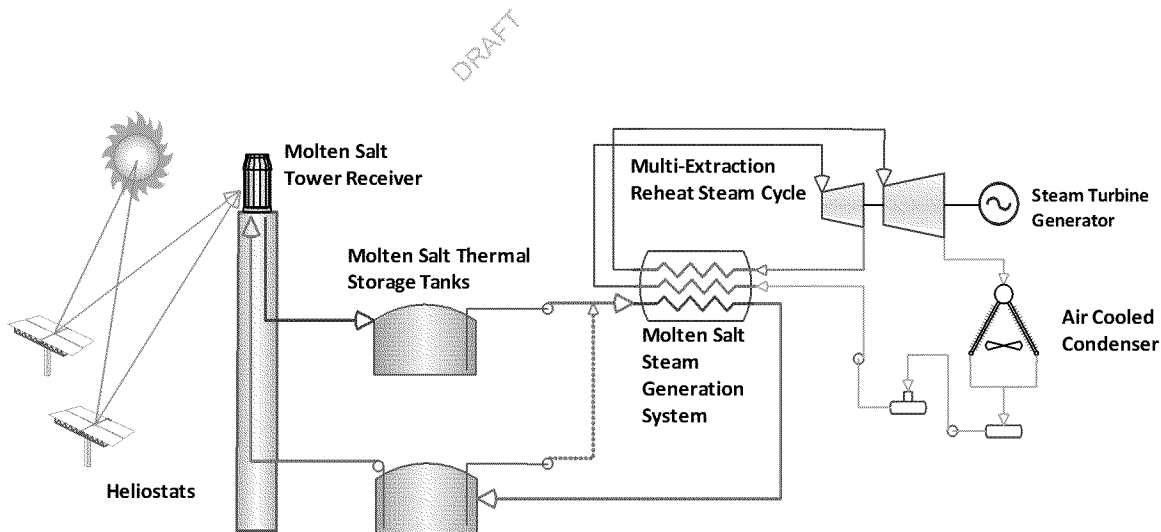 DRAFT
Molten Salt
Tower Receiver
Multi-Extraction
Reheat Steam Cycle
Steam Turbine
Generator
Molten Salt Thermal
Storage Tanks
Molten Salt
Steam
Generation
System
Air Cooled
Condenser
Heliostats